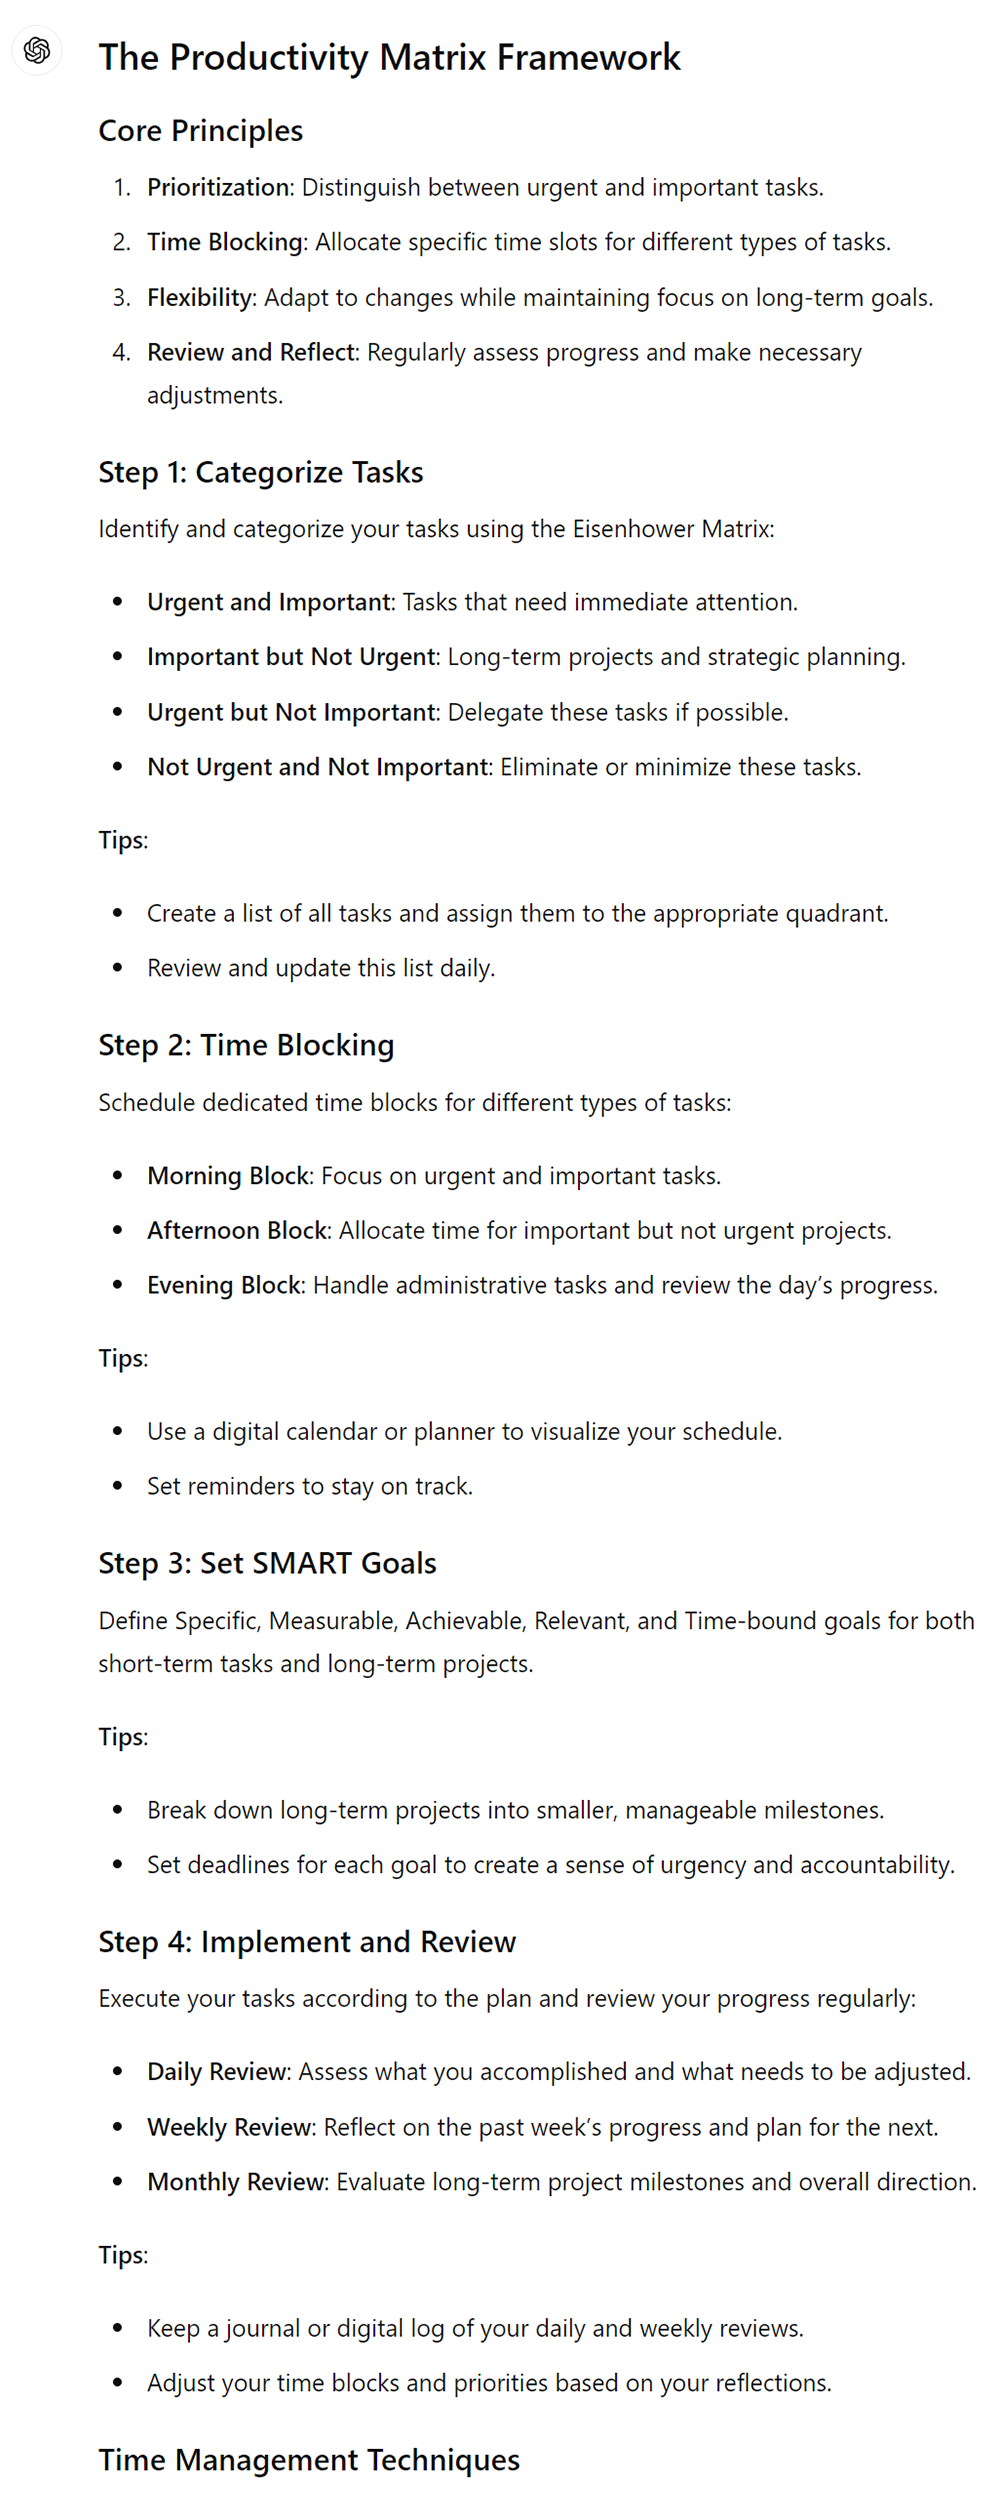 The Productivity Matrix Framework
Core Principles
1. Prioritization: Distinguish between urgent and important tasks.
2. Time Blocking: Allocate specific time slots for different types of tasks.
3. Flexibility: Adapt to changes while maintaining focus on long-term goals.
4. Review and Reflect: Regularly assess progress and make necessary
adjustments.
Step 1: Categorize Tasks
Identify and categorize your tasks using the Eisenhower Matrix:
• Urgent and Important: Tasks that need immediate attention.
• Important but Not Urgent: Long-term projects and strategic planning.
• Urgent but Not Important: Delegate these tasks if possible.
• Not Urgent and Not Important: Eliminate or minimize these tasks.
Tips:
• Create a list of all tasks and assign them to the appropriate quadrant.
• Review and update this list daily.
Step 2: Time Blocking
Schedule dedicated time blocks for different types of tasks:
• Morning Block: Focus on urgent and important tasks.
• Afternoon Block: Allocate time for important but not urgent projects.
• Evening Block: Handle administrative tasks and review the day’s progress.
Tips:
• Use a digital calendar or planner to visualize your schedule.
• Set reminders to stay on track.
Step 3: Set SMART Goals
Define Specific, Measurable, Achievable, Relevant, and Time-bound goals for both
short-term tasks and long-term projects.
Tips:
• Break down long-term projects into smaller, manageable milestones.
• Set deadlines for each goal to create a sense of urgency and accountability.
Step 4: Implement and Review
Execute your tasks according to the plan and review your progress regularly:
• Daily Review: Assess what you accomplished and what needs to be adjusted.
• Weekly Review: Reflect on the past week’s progress and plan for the next.
• Monthly Review: Evaluate long-term project milestones and overall direction.
Tips:
• Keep a journal or digital log of your daily and weekly reviews.
• Adjust your time blocks and priorities based on your reflections.
Time Management Techniques